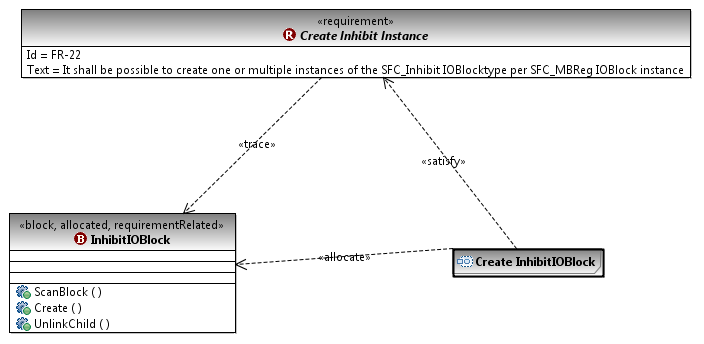 «requirement»
R Create Inhibit Instance
Id = FR-22
Text = It shall be possible to create one or multiple instances of the SFC_Inhibit IOBlocktype per SFC_MBReg IOBlock instance
«trace»
«satisfy»
«block, allocated, requirementRelated»
B InhibitIOBlock
«allocate»
Create InhibitIOBlock
ScanBlock ( )
Create ( )
UnlinkChild ( )